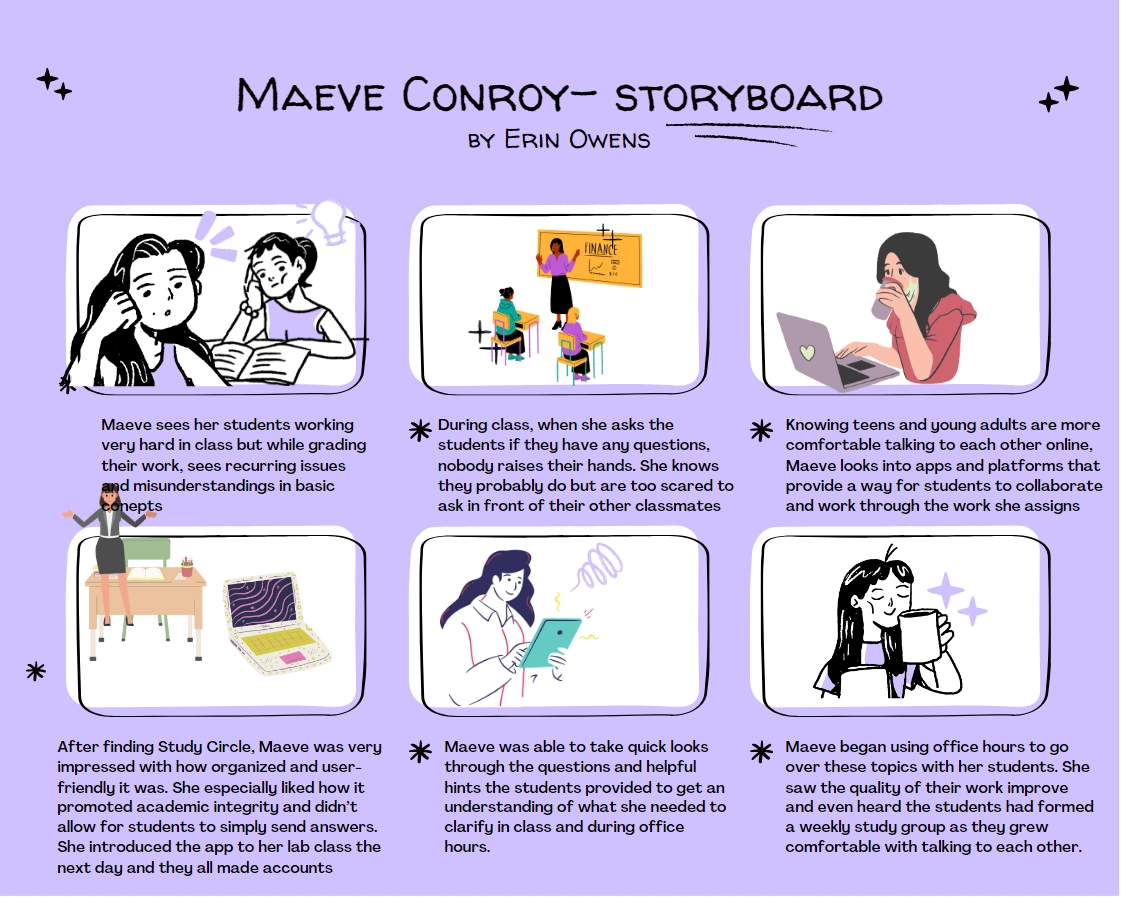 Maeve Conroy- storyboard
by Erin Owens
FINANCE
Maeve sees her students working
very hard in class but while grading
their work, sees recurring issues
and misunderstandings in basic
conepts
During class, when she asks the
students if they have any questions,
nobody raises their hands. She knows
they probably do but are too scared to
ask in front of their other classmates
Knowing teens and young adults are more
comfortable talking to each other online,
Maeve looks into apps and platforms that
provide a way for students to collaborate
and work through the work she assigns
After finding Study Circle, Maeve was very
impressed with how organized and user-
friendly it was. She especially liked how it
promoted academic integrity and didn't
allow for students to simply send answers.
She introduced the app to her lab class the
next day and they all made accounts
Maeve was able to take quick looks
through the questions and helpful
hints the students provided to get an
understanding of what she needed to
clarify in class and during office
hours.
Maeve began using office hours to go
over these topics with her students. She
saw the quality of their work improve
and even heard the students had formed
a weekly study group as they grew
comfortable with talking to each other.